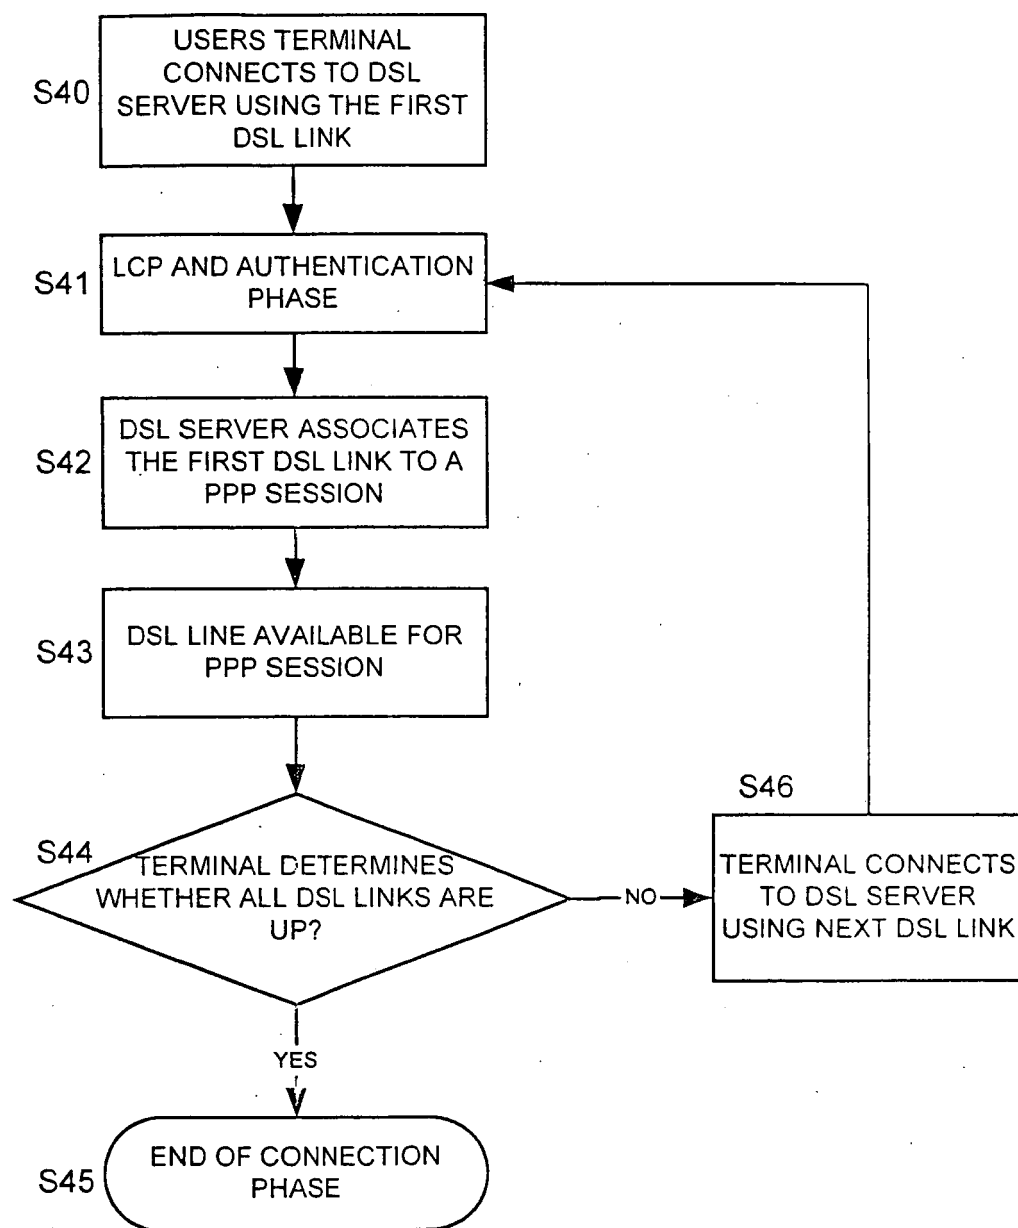 USERS TERMINAL
CONNECTS TO DSL
SERVER USING THE FIRST
DSL LINK
S40
LCP AND AUTHENTICATION
PHASE
S41
DSL SERVER ASSOCIATES
THE FIRST DSL LINK TO A
PPP SESSION
S42
DSL LINE AVAILABLE FOR
PPP SESSION
S43
S44
TERMINAL DETERMINES
WHETHER ALL DSL LINKS ARE
UP?
NO
S46
TERMINAL CONNECTS
TO DSL SERVER
USING NEXT DSL LINK
YES
END OF CONNECTION
PHASE
S45